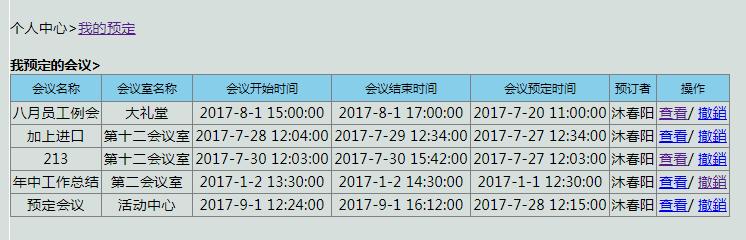 个人中心>我的预定
我预定的会议>
会议名称 会议室名称 会议开始时间 会议结束时间 会议预定时间 预订者 操作
八月员工例会 大礼堂 2017-8-1 15:00:00 2017-8-1 17:00:00 2017-7-20 11:00:00 沐春阳 查看/ 撤銷
加上进口 第十二会议室 2017-7-28 12:04:00 2017-7-29 12:34:00 2017-7-27 12:34:00 沐春阳 查看/ 撤銷
213 第十二会议室 2017-7-30 12:03:00 2017-7-30 15:42:00 2017-7-27 12:03:00 沐春阳 查看/ 撤銷
年中工作总结 第二会议室 2017-1-2 13:30:00 2017-1-2 14:30:00 2017-1-1 12:30:00 沐春阳 查看/ 撤銷
预定会议 活动中心 2017-9-1 12:24:00 2017-9-1 16:12:00 2017-7-28 12:15:00 沐春阳 查看/ 撤銷